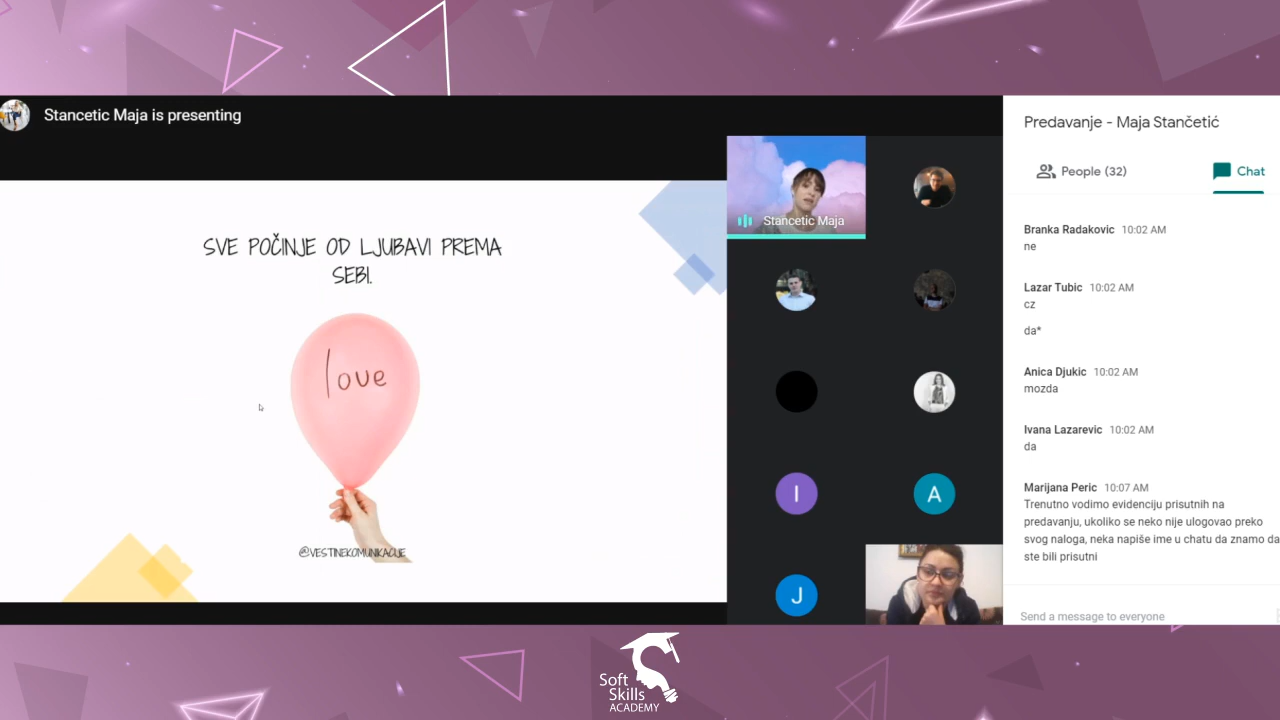 Stancetic Maja is presenting
SVE POČINJE OD LJUBAVI PREMA
SEBI.
love
@VESTINEKOMUNIKACIJE
Stancetic Maja
I
A
J
Predavanje - Maja Stančetić
People (32)
Chat
Branka Radakovic 10:02 AM
ne
Lazar Tubic 10:02 AM
cz
da*
Anica Djukic 10:02 AM
mozda
Ivana Lazarevic 10:02 AM
da
Marijana Peric 10:07 AM
Trenutno vodimo evidenciju prisutnih na
predavanju, ukoliko se neko nije ulogovao preko
svog naloga, neka napiše ime u chatu da znamo da
ste bili prisutni
Send a message to everyone
Soft
Skills
ACADEMY